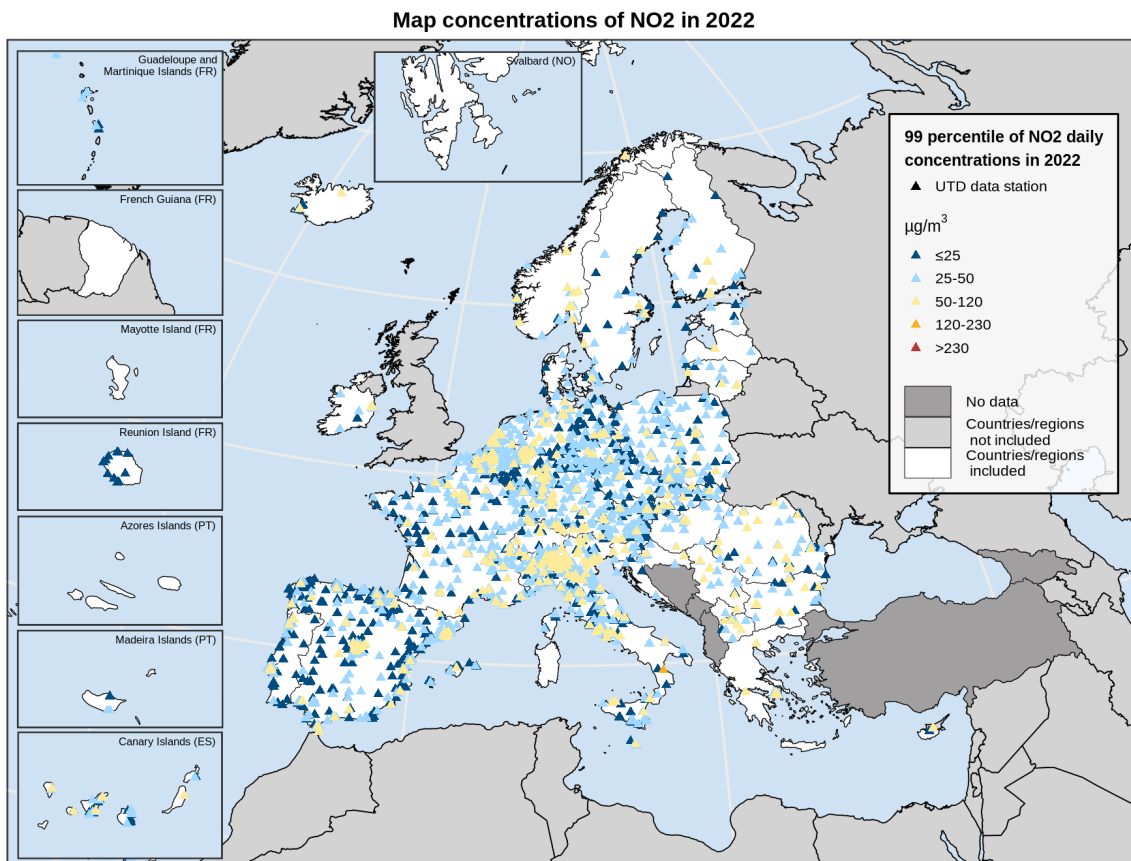 Map concentrations of NO2 in 2022
Guadeloupe and
Martinique Islands (FR)
Svalbard (NO)
French Guiana (FR)
Mayotte Island (FR)
Reunion Island (FR)
Azores Islands (PT)
Madeira Islands (PT)
Canary Islands (ES)
99 percentile of NO2 daily
concentrations in 2022
UTD data station
µg/m³
≤25
25-50
50-120
120-230
>230
No data
Countries/regions
not included
Countries/regions
included